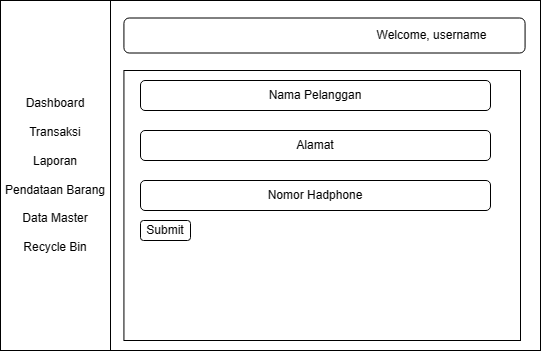 Welcome, username
Dashboard
Transaksi
Laporan
Pendataan Barang
Data Master
Recycle Bin
Nama Pelanggan
Alamat
Nomor Hadphone
Submit